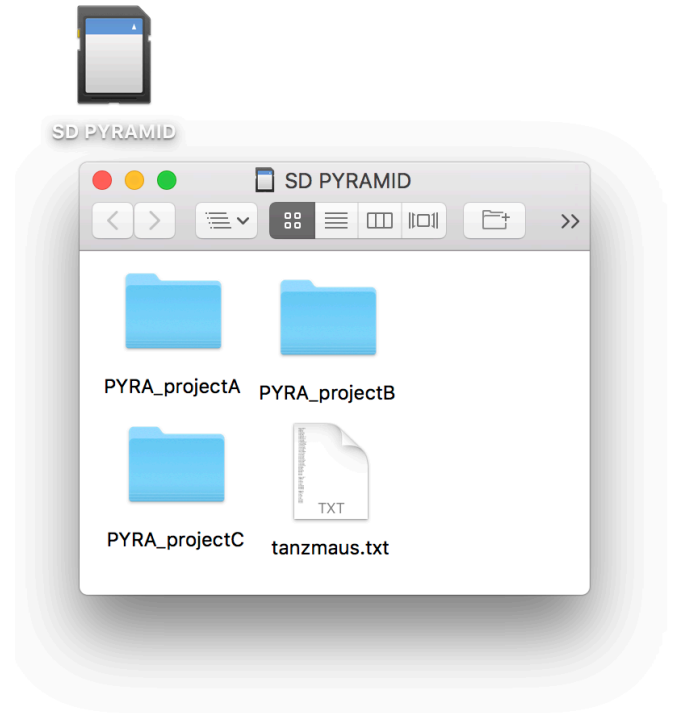 SD PYRAMID
SD PYRAMID
PYRA_projectA
PYRA_projectB
PYRA_projectC
TXT
tanzmaus.txt